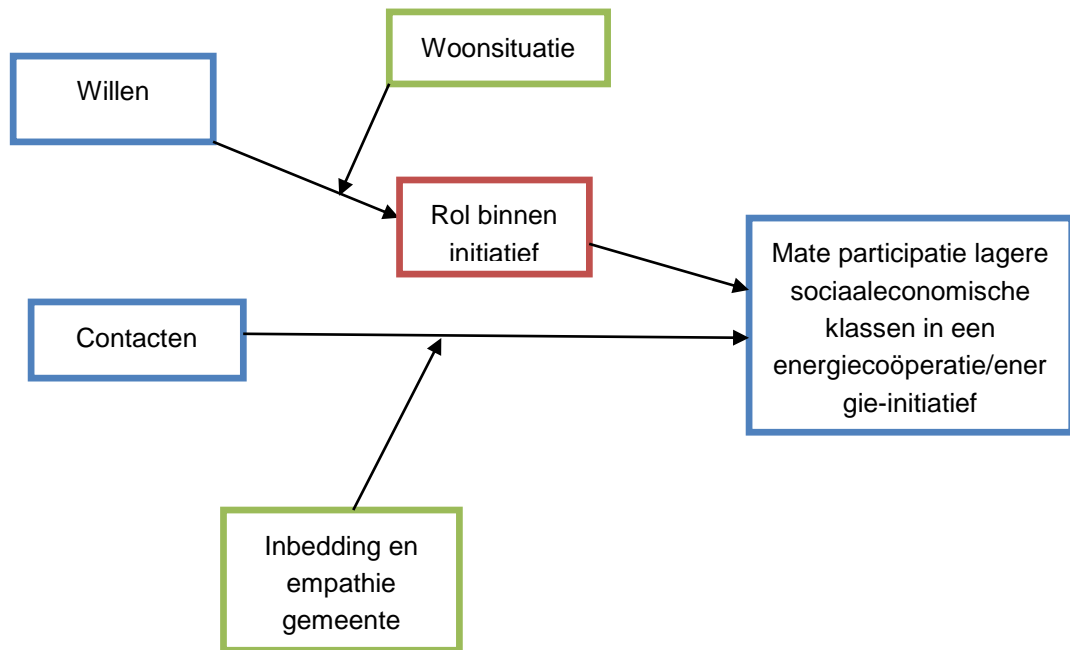 Woonsituatie
Willen
Rol binnen
initiatief
Mate participatie lagere
sociaaleconomische
klassen in een
energiecoöperatie/ener
gie-initiatief
Contacten
Inbedding en
empathie
gemeente